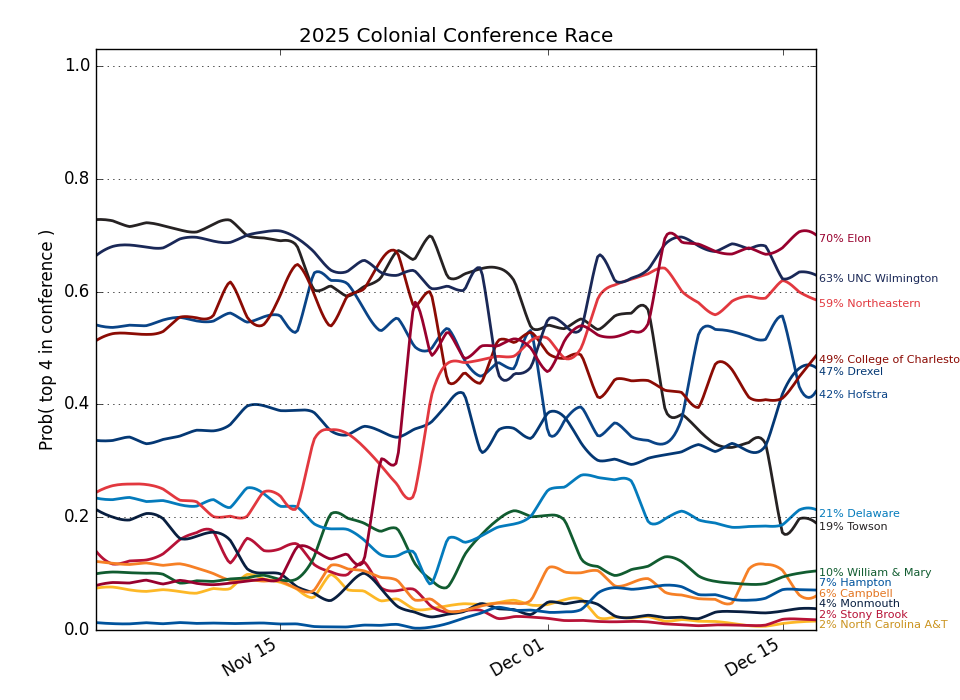 2025 Colonial Conference Race
1.0
0.8
0.6
0.4
0.2
0.0
Prob( top 4 in conference )
Nov 15
Dec 01
Dec 15
70% Elon
63% UNC Wilmington
59% Northeastern
49% College of Charlesto
47% Drexel
42% Hofstra
21% Delaware
19% Towson
10% William & Mary
7% Hampton
6% Campbell
4% Monmouth
2% Stony Brook
2% North Carolina A&T